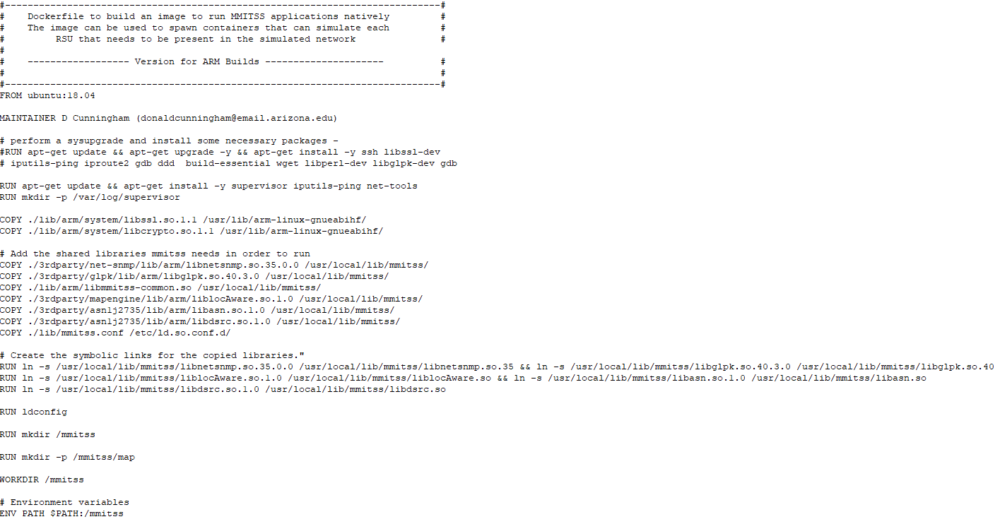 #-----------------------------------------------------------------------------#
#    Dockerfile to build an image to run MMITSS applications natively         #
#    The image can be used to spawn containers that can simulate each         #
#         RSU that needs to be present in the simulated network               #
#
#    ------------------ Version for ARM Builds ---------------------          #
#                                                                             #
#-----------------------------------------------------------------------------#
FROM ubuntu:18.04
MAINTAINER D Cunningham (donaldcunningham@email.arizona.edu)
# perform a sysupgrade and install some necessary packages -
#RUN apt-get update && apt-get upgrade -y && apt-get install -y ssh libssl-dev
# iputils-ping iproute2 gdb ddd  build-essential wget libperl-dev libglpk-dev gdb
RUN apt-get update && apt-get install -y supervisor iputils-ping net-tools
RUN mkdir -p /var/log/supervisor
COPY ./lib/arm/system/libssl.so.1.1 /usr/lib/arm-linux-gnueabihf/
COPY ./lib/arm/system/libcrypto.so.1.1 /usr/lib/arm-linux-gnueabihf/
# Add the shared libraries mmitss needs in order to run
COPY ./3rdparty/net-snmp/lib/arm/libnetsnmp.so.35.0.0 /usr/local/lib/mmitss/
COPY ./3rdparty/glpk/lib/arm/libglpk.so.40.3.0 /usr/local/lib/mmitss/
COPY ./lib/arm/libmmitss-common.so /usr/local/lib/mmitss/
COPY ./3rdparty/mapengine/lib/arm/liblocAware.so.1.0 /usr/local/lib/mmitss/
COPY ./3rdparty/asn1j2735/lib/arm/libasn.so.1.0 /usr/local/lib/mmitss/
COPY ./3rdparty/asn1j2735/lib/arm/libdsrc.so.1.0 /usr/local/lib/mmitss/
COPY ./lib/mmitss.conf /etc/ld.so.conf.d/
# Create the symbolic links for the copied libraries."
RUN ln -s /usr/local/lib/mmitss/libnetsnmp.so.35.0.0 /usr/local/lib/mmitss/libnetsnmp.so.35 && ln -s /usr/local/lib/mmitss/libglpk.so.40.3.0 /usr/local/lib/mmitss/libglpk.so.40
RUN ln -s /usr/local/lib/mmitss/liblocAware.so.1.0 /usr/local/lib/mmitss/liblocAware.so && ln -s /usr/local/lib/mmitss/libasn.so.1.0 /usr/local/lib/mmitss/libasn.so
RUN ln -s /usr/local/lib/mmitss/libdsrc.so.1.0 /usr/local/lib/mmitss/libdsrc.so
RUN ldconfig
RUN mkdir /mmitss
RUN mkdir -p /mmitss/map
WORKDIR /mmitss
# Environment variables
ENV PATH $PATH:/mmitss